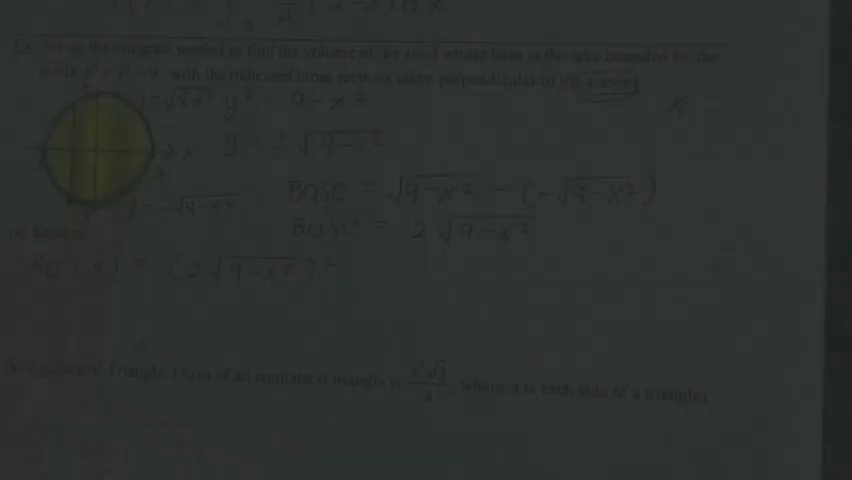 Ex. Set up the integrals needed to find the volume of the solid whose base is the area bounded by the
circle x² + y² = 9, with the indicated cross sections taken perpendicular to the x-axis.
y = √9-x² y² = 9 - x² x
y = ± √9-x²
x
Base = √9-x² - (-√9-x²)
y = -√9-x²
Base = 2 √9-x²
(a) Squares
(x) = (2√9-x²)²
(b) Equilateral Triangle (Area of an equilateral triangle is s²√3/4, where s is each side of a triangle)